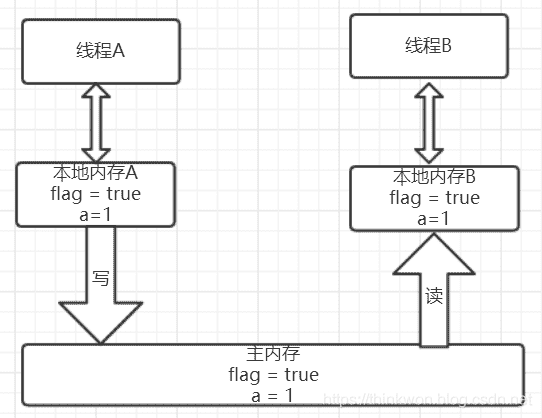 线程A
线程B
本地内存A
flag = true
a=1
本地内存B
flag = true
a=1
写
读
主内存
flag = true
a = 1
https://thinkwon.blog.csdn.net